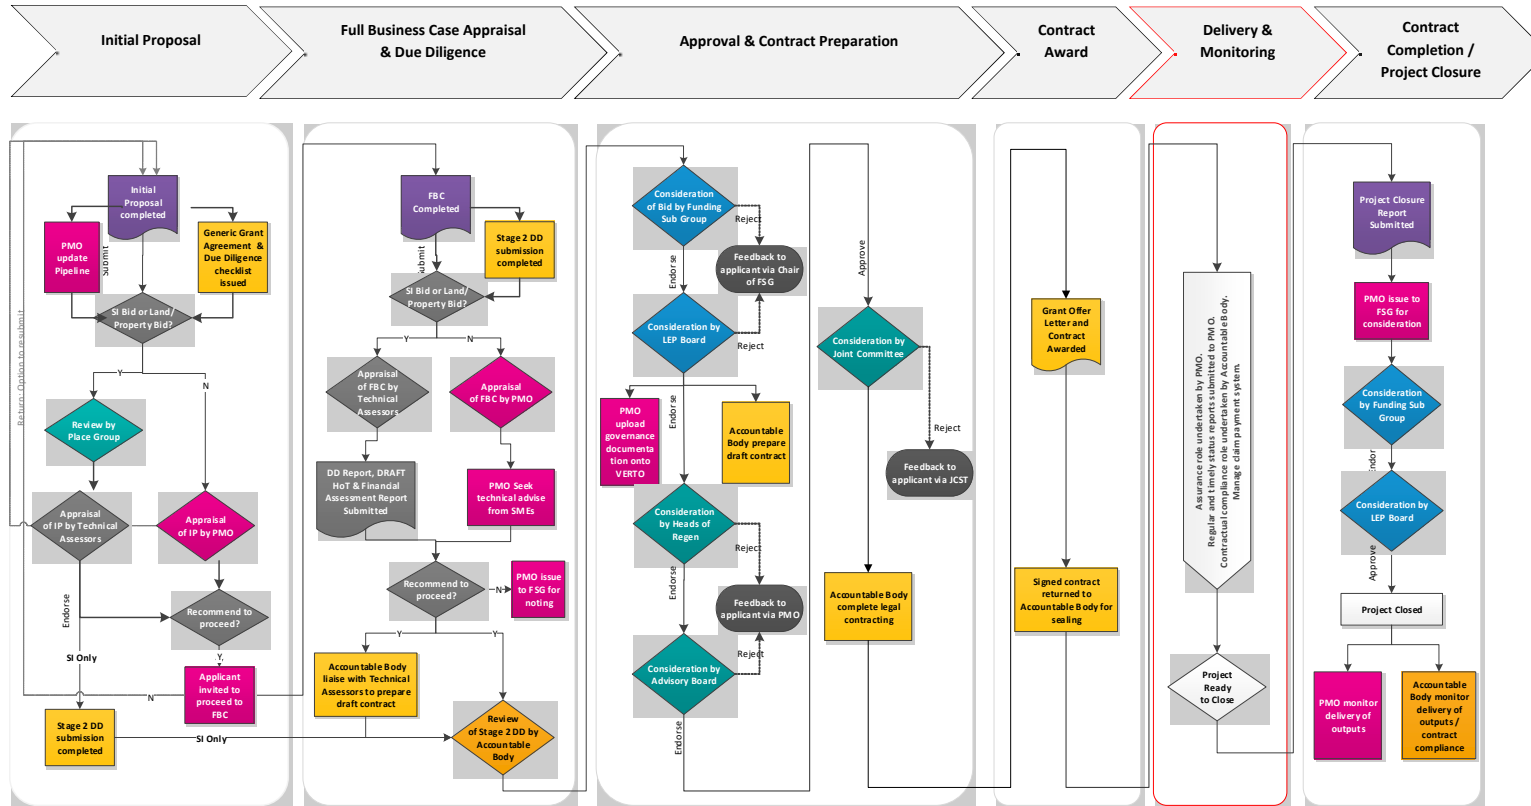 Initial Proposal
Full Business Case Appraisal
& Due Diligence
Approval & Contract Preparation
Contract
Award
Delivery &
Monitoring
Contract
Completion /
Project Closure
Initial
Proposal
completed
PMO
update
Pipeline
Submit
Generic Grant
Agreement &
Due Diligence
checklist
issued
SI Bid or Land/
Property Bid?
Return: Option to resubmit
Y
N
Review by
Place Group
Appraisal
of IP by Technical
Assessors
Appraisal
of IP by PMO
Endorse
Recommend to
proceed?
SI Only
Y,
N
Applicant
invited to
proceed to
FBC
Stage 2 DD
submission
completed
SI Only
FBC
Completed
Submit
Stage 2 DD
submission
completed
SI Bid or Land/
Property Bid?
Y
N
Appraisal
of FBC by
Technical
Assessors
Appraisal
of FBC by PMO
DD Report, DRAFT
HoT & Financial
Assessment Report
Submitted
PMO Seek
technical advise
from SMEs
Recommend to
proceed?
N
PMO issue
to FSG for
noting
Y
Y
Accountable Body
liaise with Technical
Assessors to prepare
draft contract
Review
of Stage 2 DD by
Accountable
Body
Consideration
of Bid by Funding
Sub Group
Reject
Endorse
Feedback to
applicant via Chair
of FSG
Consideration by
LEP Board
Reject
Endorse
PMO
upload
governance
documenta
tion onto
VERTO
Accountable
Body prepare
draft contract
Consideration
by Heads of
Regen
Reject
Endorse
Feedback to
applicant via PMO
Consideration by
Advisory Board
Reject
Endorse
Approve
Consideration by
Joint Committee
Reject
Feedback to
applicant via JCST
Accountable Body
complete legal
contracting
Grant Offer
Letter and
Contract
Awarded
Signed contract
returned to
Accountable Body for
sealing
Assurance role undertaken by PMO.
Regular and timely status reports submitted to PMO.
Contractual compliance role undertaken by Accountable Body.
Manage claim payment system.
Project
Ready
to Close
Project Closure
Report
Submitted
PMO issue to
FSG for
consideration
Consideration
by Funding Sub
Group
Endor
Consideration by
LEP Board
Approve
Project Closed
PMO monitor
delivery of
outputs
Accountable
Body monitor
delivery of
outputs /
contract
compliance